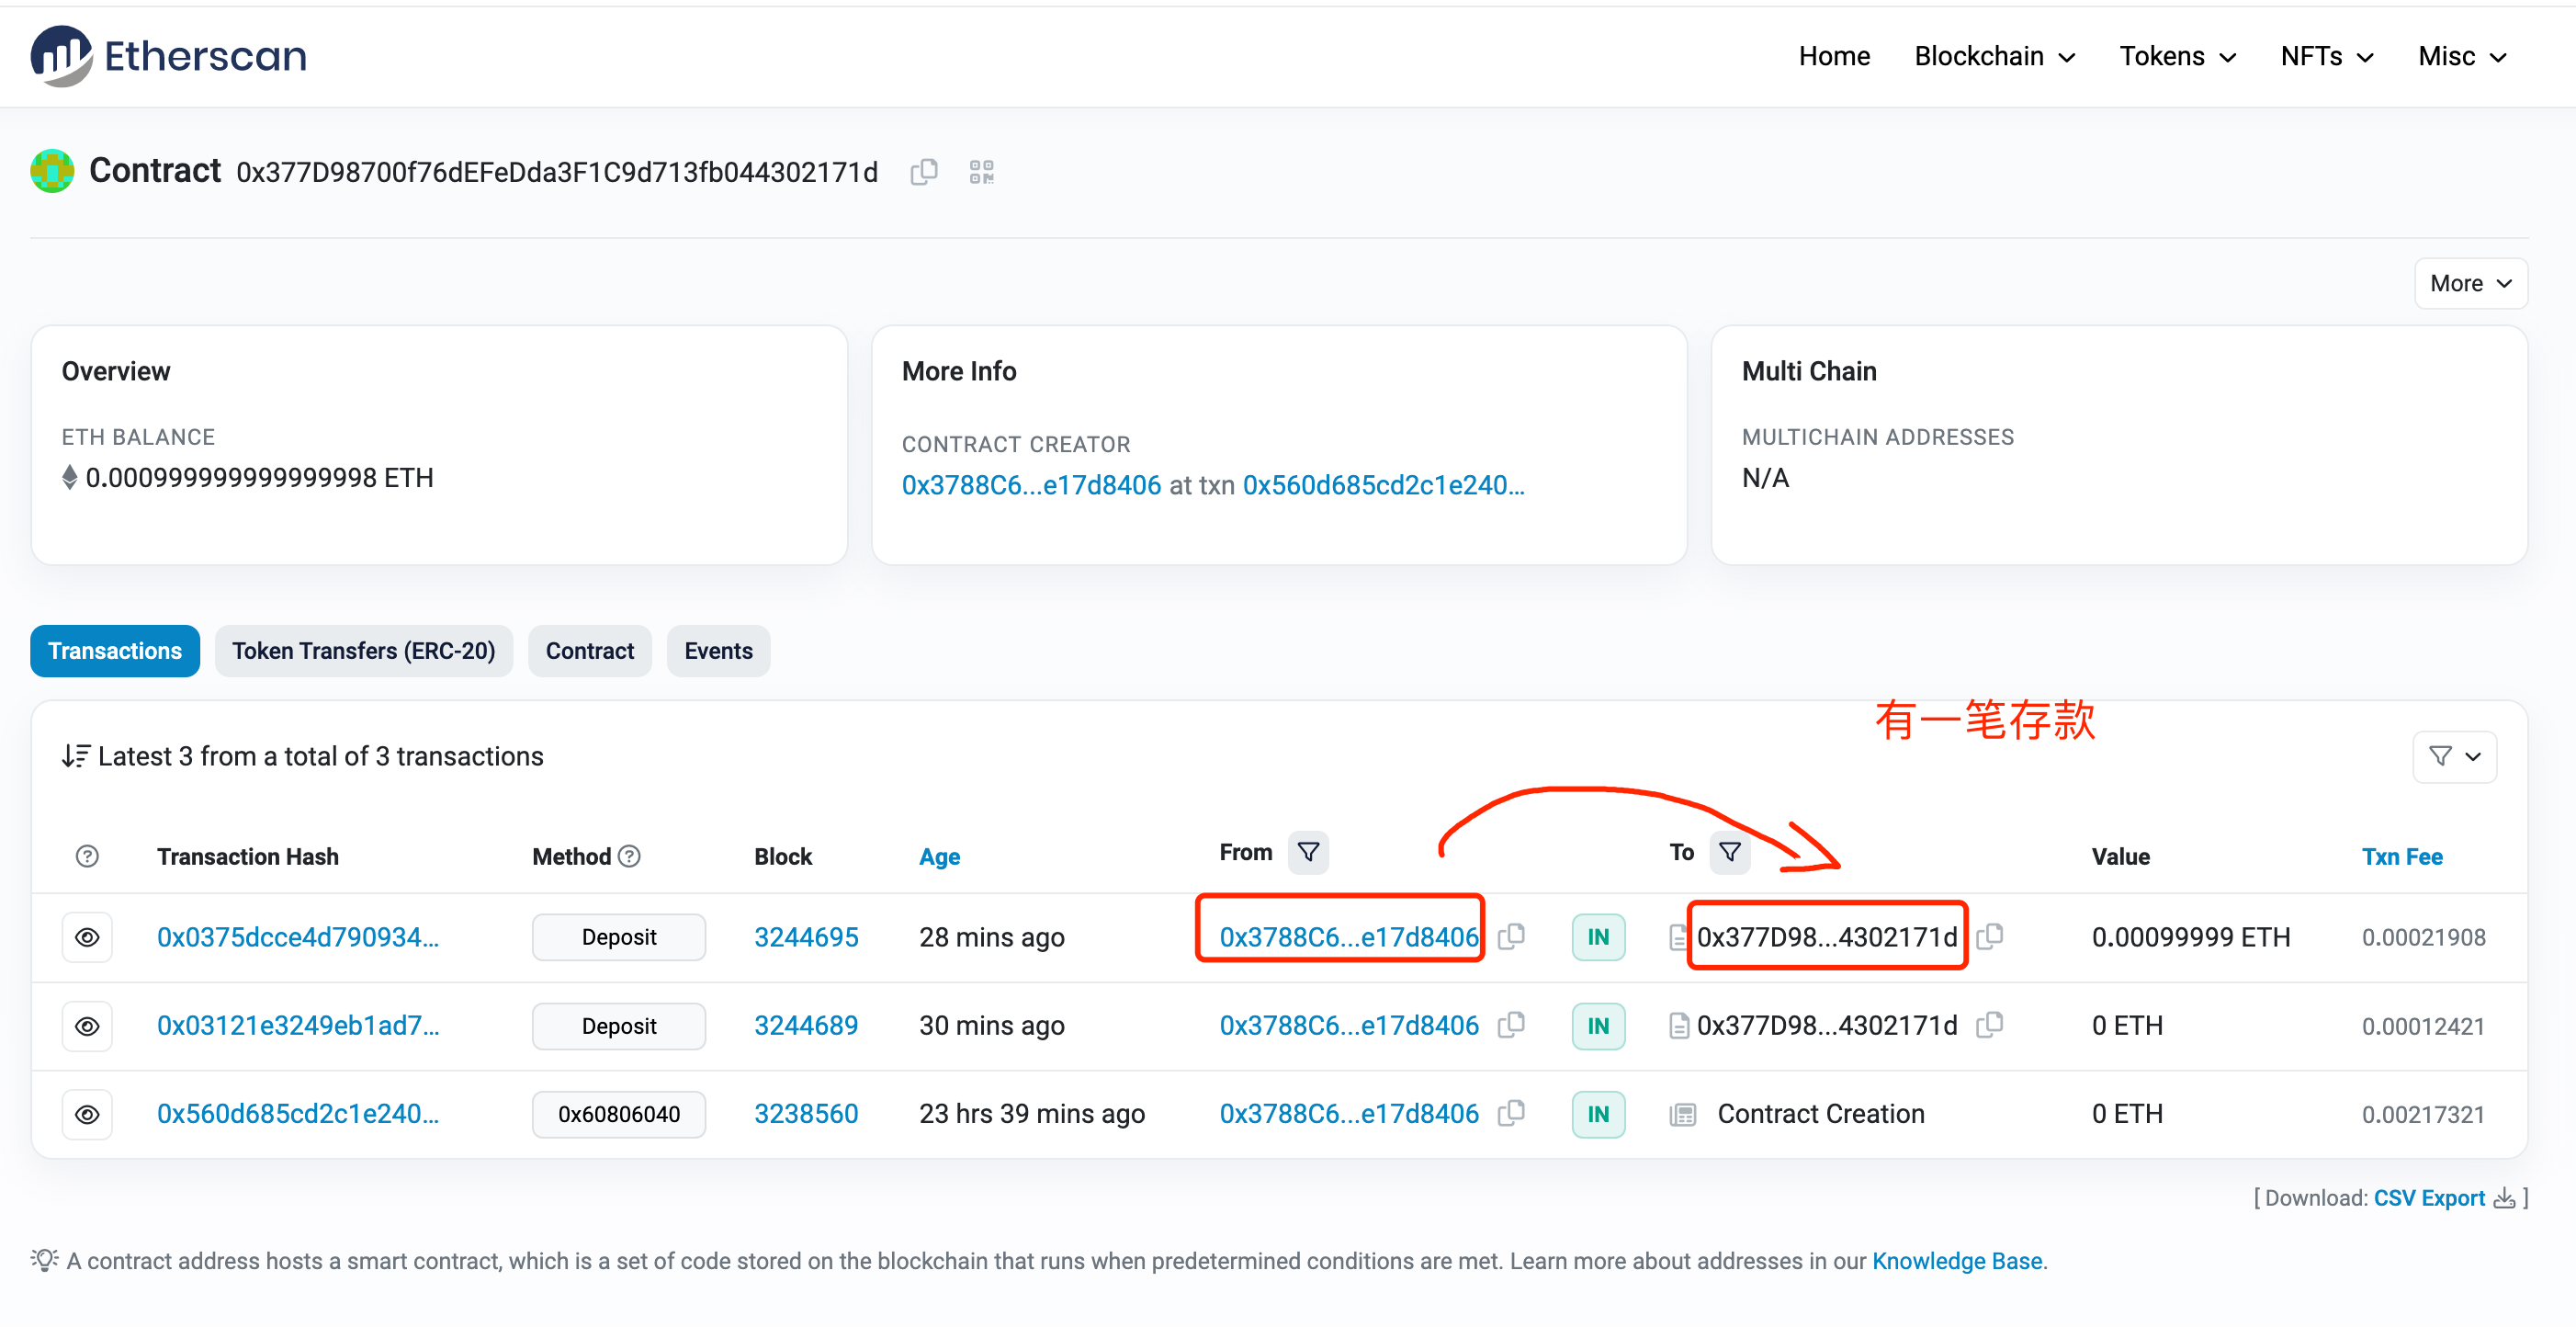 Etherscan
Home Blockchain Tokens NFTs Misc
Contract 0x377D98700f76dEFeDda3F1C9d713fb044302171d
More
Overview
ETH BALANCE
0.000999999999999998 ETH
More Info
CONTRACT CREATOR
0x3788C6...e17d8406 at txn 0x560d685cd2c1e240...
Multi Chain
MULTICHAIN ADDRESSES
N/A
Transactions Token Transfers (ERC-20) Contract Events
有一笔存款
Latest 3 from a total of 3 transactions
Transaction Hash Method Block Age From To Value Txn Fee
0x0375dcce4d790934... Deposit 3244695 28 mins ago 0x3788C6...e17d8406 IN 0x377D98...4302171d 0.00099999 ETH 0.00021908
0x03121e3249eb1ad7... Deposit 3244689 30 mins ago 0x3788C6...e17d8406 IN 0x377D98...4302171d 0 ETH 0.00012421
0x560d685cd2c1e240... 0x60806040 3238560 23 hrs 39 mins ago 0x3788C6...e17d8406 IN Contract Creation 0 ETH 0.00217321
[ Download: CSV Export ]
A contract address hosts a smart contract, which is a set of code stored on the blockchain that runs when predetermined conditions are met. Learn more about addresses in our Knowledge Base.